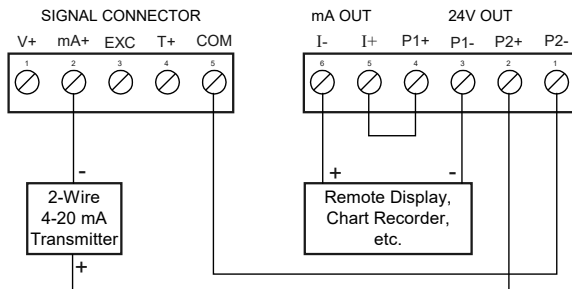 SIGNAL CONNECTOR
mA OUT 24V OUT
V+ mA+ EXC T+ COM
I- I+ P1+ P1- P2+ P2-
1 2 3 4 5
6 5 4 3 2 1
-
+ -
2-Wire
4-20 mA
Transmitter
Remote Display,
Chart Recorder,
etc.
+